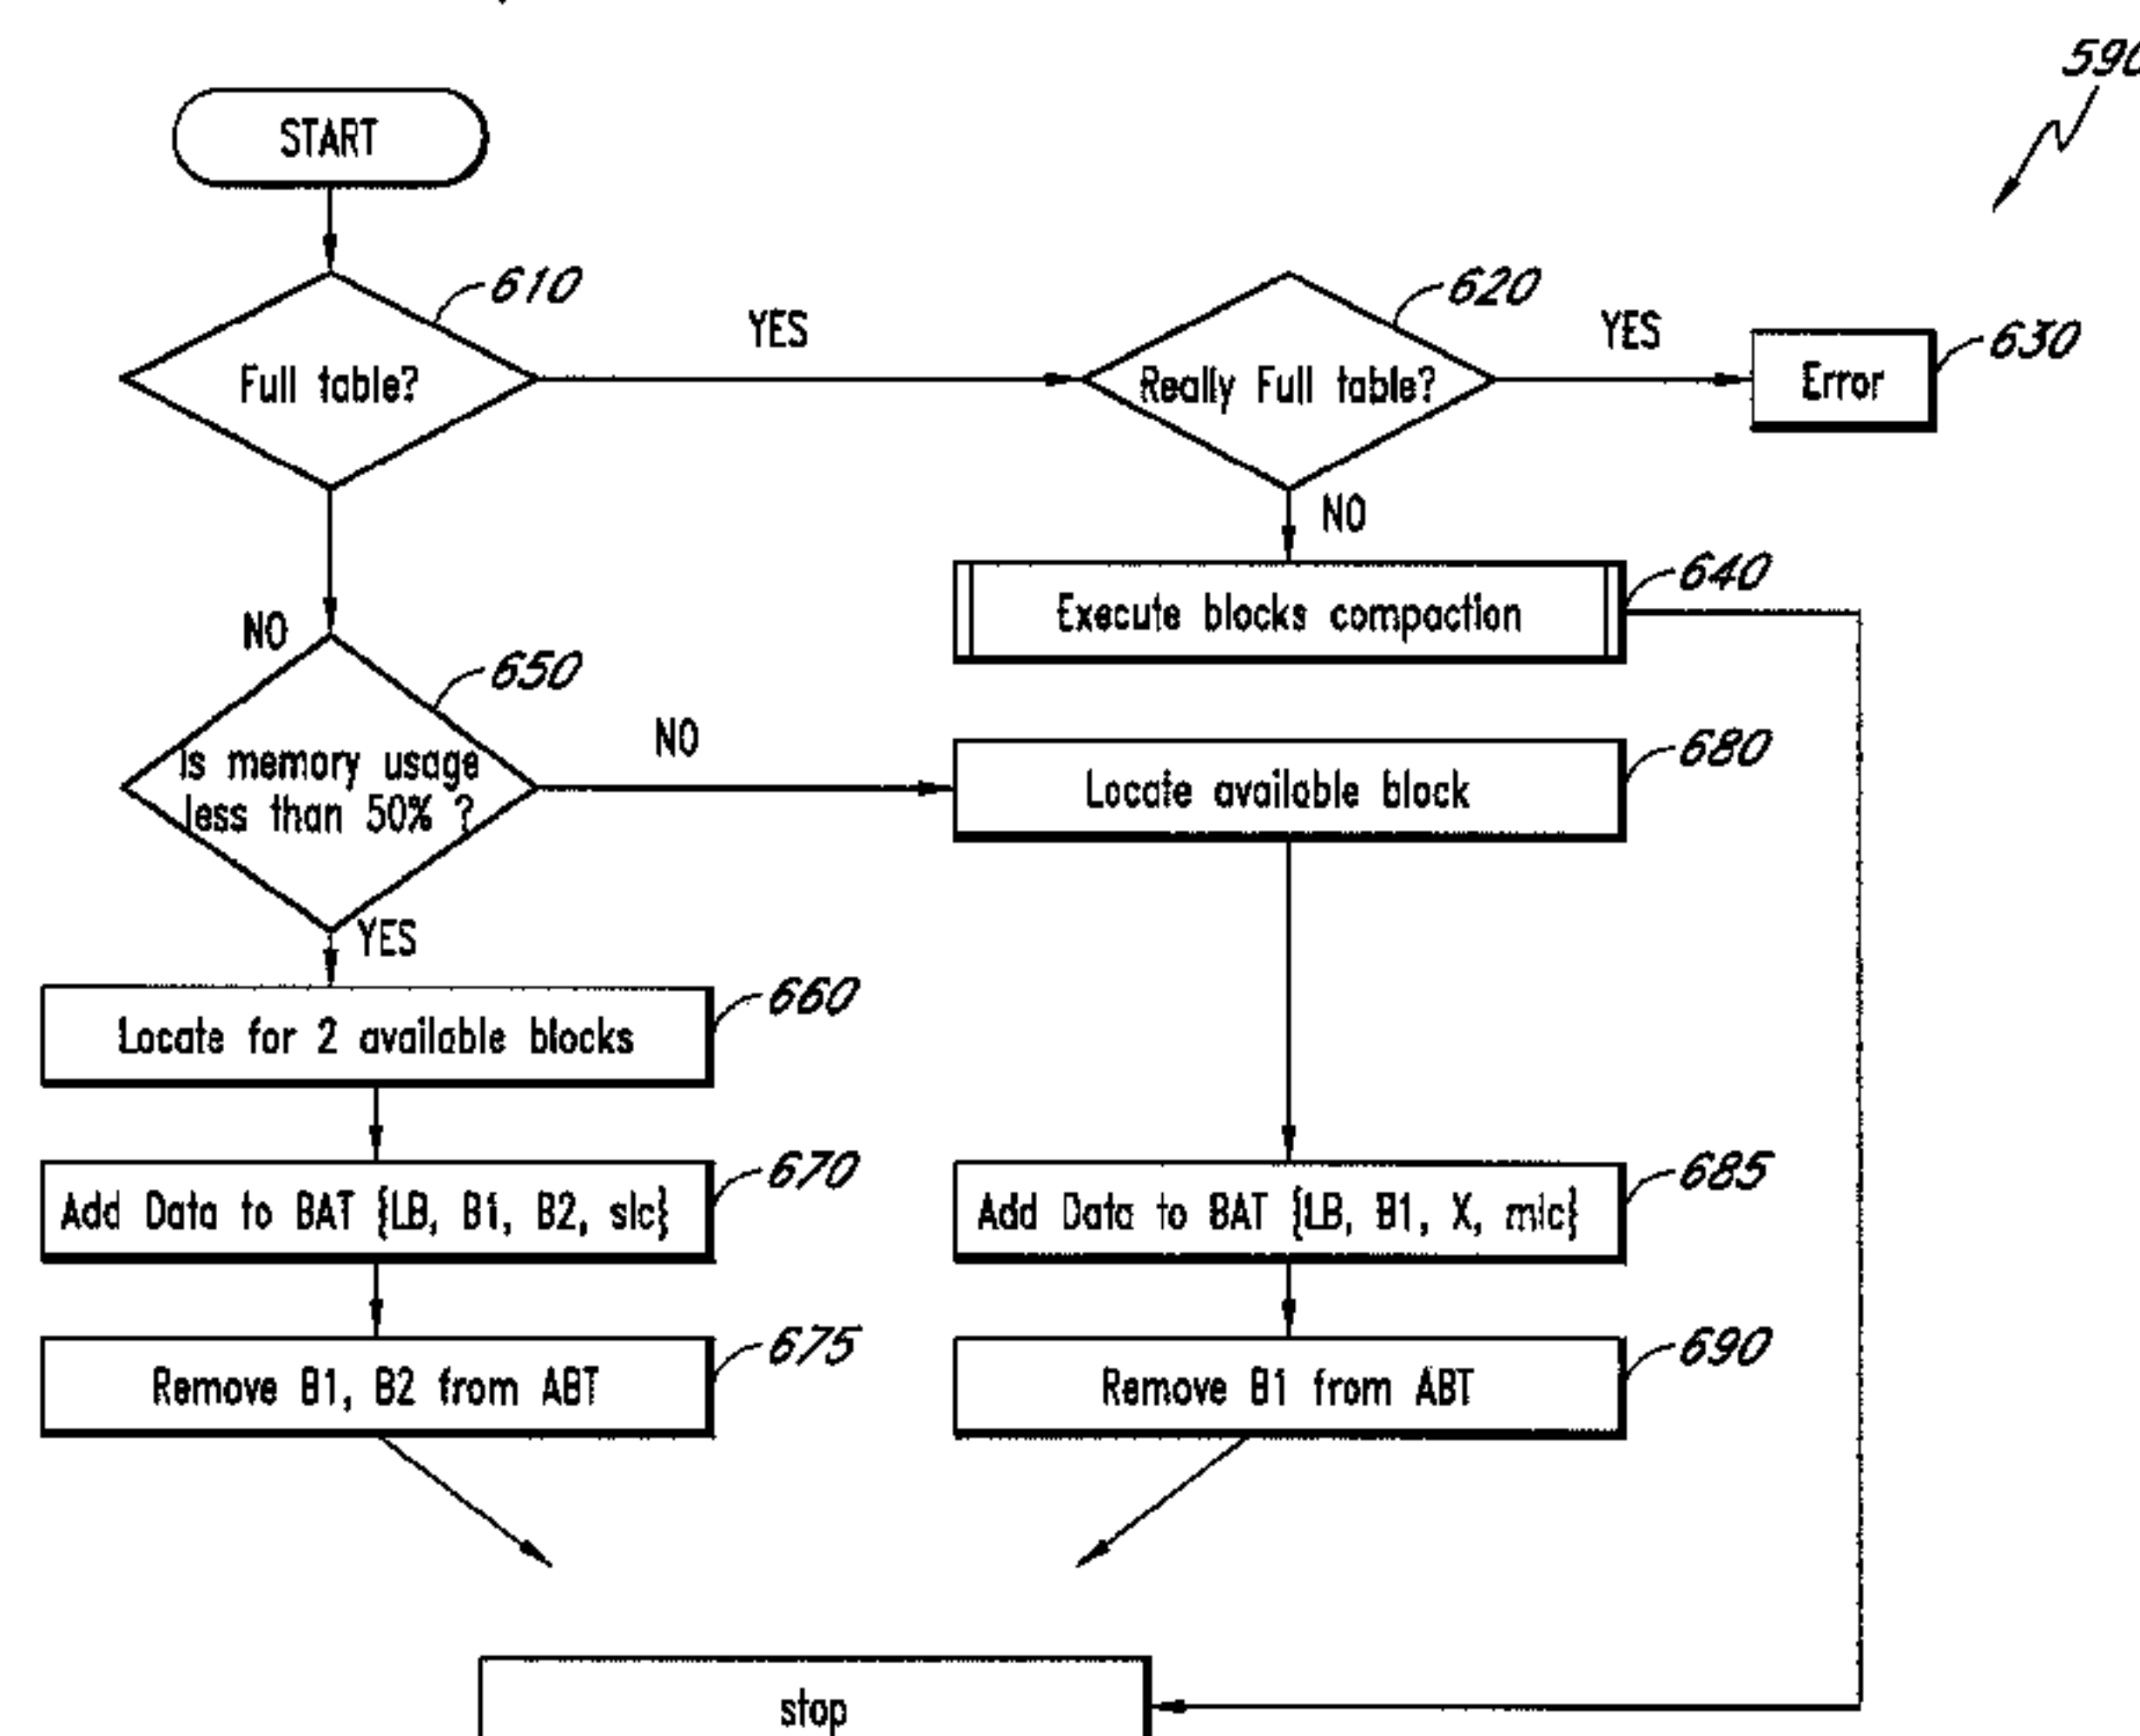 590
START
610
YES
620
YES
630
Full table?
Really Full table?
Error
NO
640
Execute blocks compaction
NO
650
NO
680
Is memory usage
less than 50% ?
Locate available block
YES
660
Locate for 2 available blocks
670
685
Add Data to BAT {LB, B1, B2, slc}
Add Data to BAT {LB, B1, X, mlc}
675
690
Remove B1, B2 from ABT
Remove B1 from ABT
stop